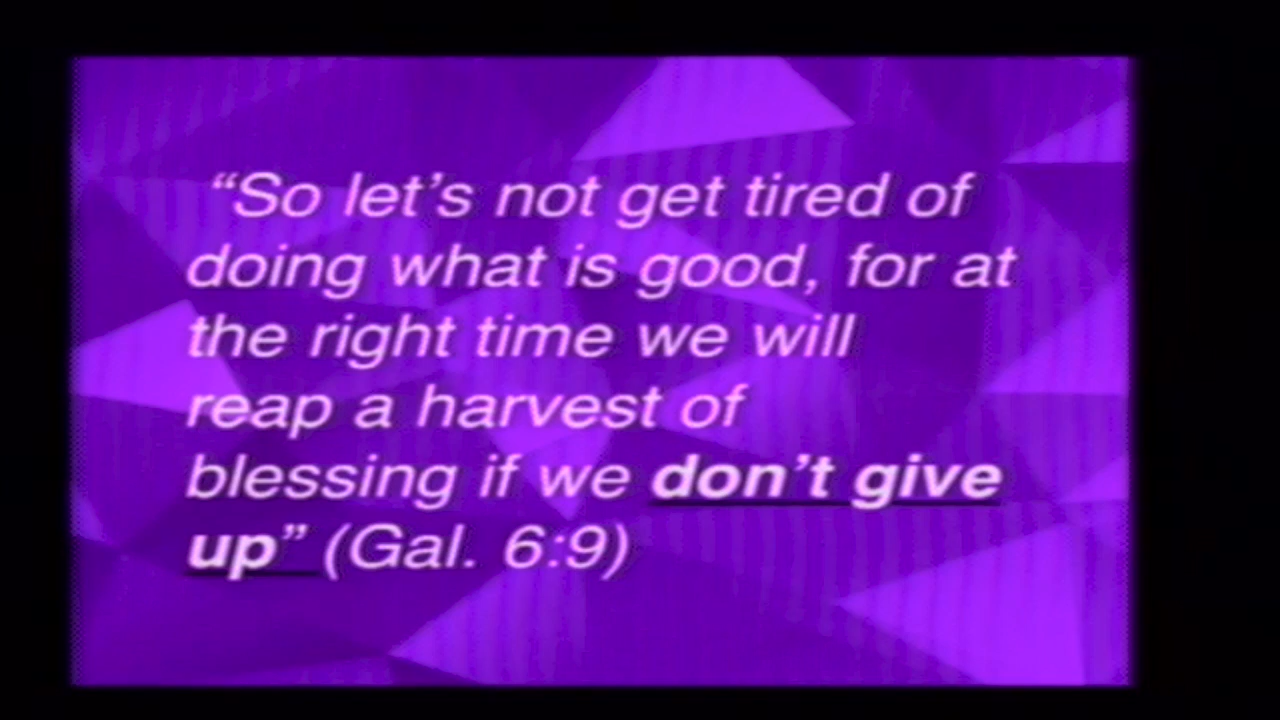 “So let’s not get tired of
doing what is good, for at
the right time we will
reap a harvest of
blessing if we don’t give
up” (Gal. 6:9)